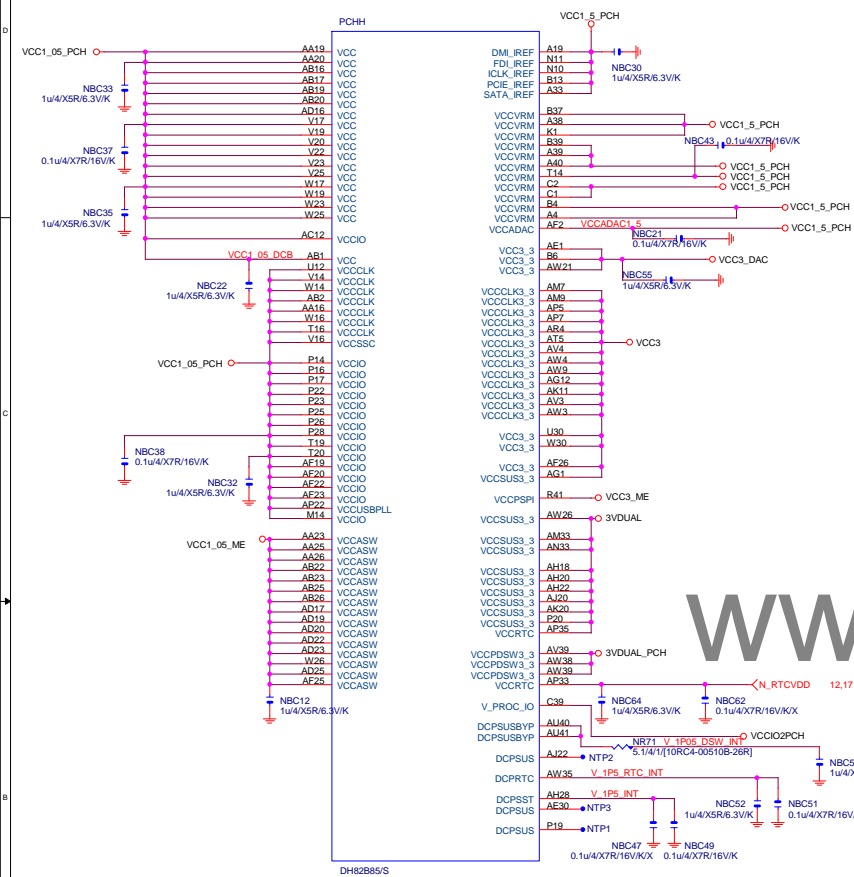 D
C
B
PCHH
VCC1_05_PCH
NBC33
1u/4/X5R/6.3V/K
NBC37
0.1u/4/X7R/16V/K
NBC35
1u/4/X5R/6.3V/K
VCC1_05_DCB
NBC22
1u/4/X5R/6.3V/K
VCC1_05_PCH
NBC38
0.1u/4/X7R/16V/K
NBC32
1u/4/X5R/6.3V/K
VCC1_05_ME
NBC12
1u/4/X5R/6.3V/K
AA19 VCC
AA20 VCC
AB16 VCC
AB17 VCC
AB19 VCC
AB20 VCC
AD16 VCC
V17 VCC
V19 VCC
V20 VCC
V22 VCC
V23 VCC
V25 VCC
W17 VCC
W19 VCC
W23 VCC
W25 VCC
AC12 VCCIO
AB1 VCC
U12 VCCCLK
V14 VCCCLK
W14 VCCCLK
AB2 VCCCLK
AA16 VCCCLK
W16 VCCCLK
T16 VCCCLK
V16 VCCSSC
P14 VCCIO
P16 VCCIO
P17 VCCIO
P22 VCCIO
P23 VCCIO
P25 VCCIO
P26 VCCIO
P28 VCCIO
T19 VCCIO
T20 VCCIO
AF19 VCCIO
AF20 VCCIO
AF22 VCCIO
AF23 VCCIO
AP22 VCCUSBPLL
M14 VCCIO
AA23 VCCASW
AA25 VCCASW
AA26 VCCASW
AB22 VCCASW
AB23 VCCASW
AB25 VCCASW
AB26 VCCASW
AD17 VCCASW
AD19 VCCASW
AD20 VCCASW
AD22 VCCASW
AD23 VCCASW
W26 VCCASW
AD25 VCCASW
AF25 VCCASW
VCC1_5_PCH
DMI_IREF A19
FDI_IREF N11
ICLK_IREF N10
PCIE_IREF B13
SATA_IREF A33
NBC30
1u/4/X5R/6.3V/K
VCCVRM B37
VCCVRM A38
VCCVRM K1
VCCVRM B39
VCCVRM A39
VCCVRM A40
VCCVRM T14
VCCVRM C2
VCCVRM C1
VCCVRM B4
VCCVRM A4
VCCADAC AF2
VCC1_5_PCH
NBC43 0.1u/4/X7R/16V/K
VCC1_5_PCH
VCC1_5_PCH
VCC1_5_PCH
VCC1_5_PCH
VCCADAC1_5
VCC1_5_PCH
NBC21
0.1u/4/X7R/16V/K
VCC3_3 AE1
VCC3_3 B6
VCC3_3 AW21
VCC3_DAC
NBC55
1u/4/X5R/6.3V/K
VCCCLK3_3 AM7
VCCCLK3_3 AM9
VCCCLK3_3 AP5
VCCCLK3_3 AP7
VCCCLK3_3 AR4
VCCCLK3_3 AT5
VCCCLK3_3 AV4
VCCCLK3_3 AW4
VCCCLK3_3 AW9
VCCCLK3_3 AG12
VCCCLK3_3 AK11
VCCCLK3_3 AV3
VCCCLK3_3 AW3
VCC3
VCC3_3 U30
VCC3_3 W30
VCC3_3 AF26
VCCSUS3_3 AG1
VCCPSPI R41
VCC3_ME
VCCSUS3_3 AW26
3VDUAL
VCCSUS3_3 AM33
VCCSUS3_3 AN33
VCCSUS3_3 AH18
VCCSUS3_3 AH20
VCCSUS3_3 AH22
VCCSUS3_3 AJ20
VCCSUS3_3 AK20
VCCSUS3_3 P20
VCCRTC AP35
VCCPDSW3_3 AV39
VCCPDSW3_3 AW38
VCCPDSW3_3 AW39
VCCRTC AP33
3VDUAL_PCH
N_RTCVDD 12,17
NBC64
1u/4/X5R/6.3V/K
NBC62
0.1u/4/X7R/16V/K/X
V_PROC_IO C39
VCCIO2PCH
DCPSUSBYP AU40
DCPSUSBYP AU41
NR71 V_1P05_DSW_INT
5.1/4/1/[10RC4-00510B-26R]
NBC5
1u/4/X
DCPSUS AJ22
NTP2
DCPRTC AW35
V_1P5_RTC_INT
NBC52
1u/4/X5R/6.3V/K
NBC51
0.1u/4/X7R/16V/
DCPSST AH28
V_1P5_INT
DCPSUS AE30
NTP3
DCPSUS P19
NTP1
NBC47
0.1u/4/X7R/16V/K/X
NBC49
0.1u/4/X7R/16V/K
DH82B85/S
WW